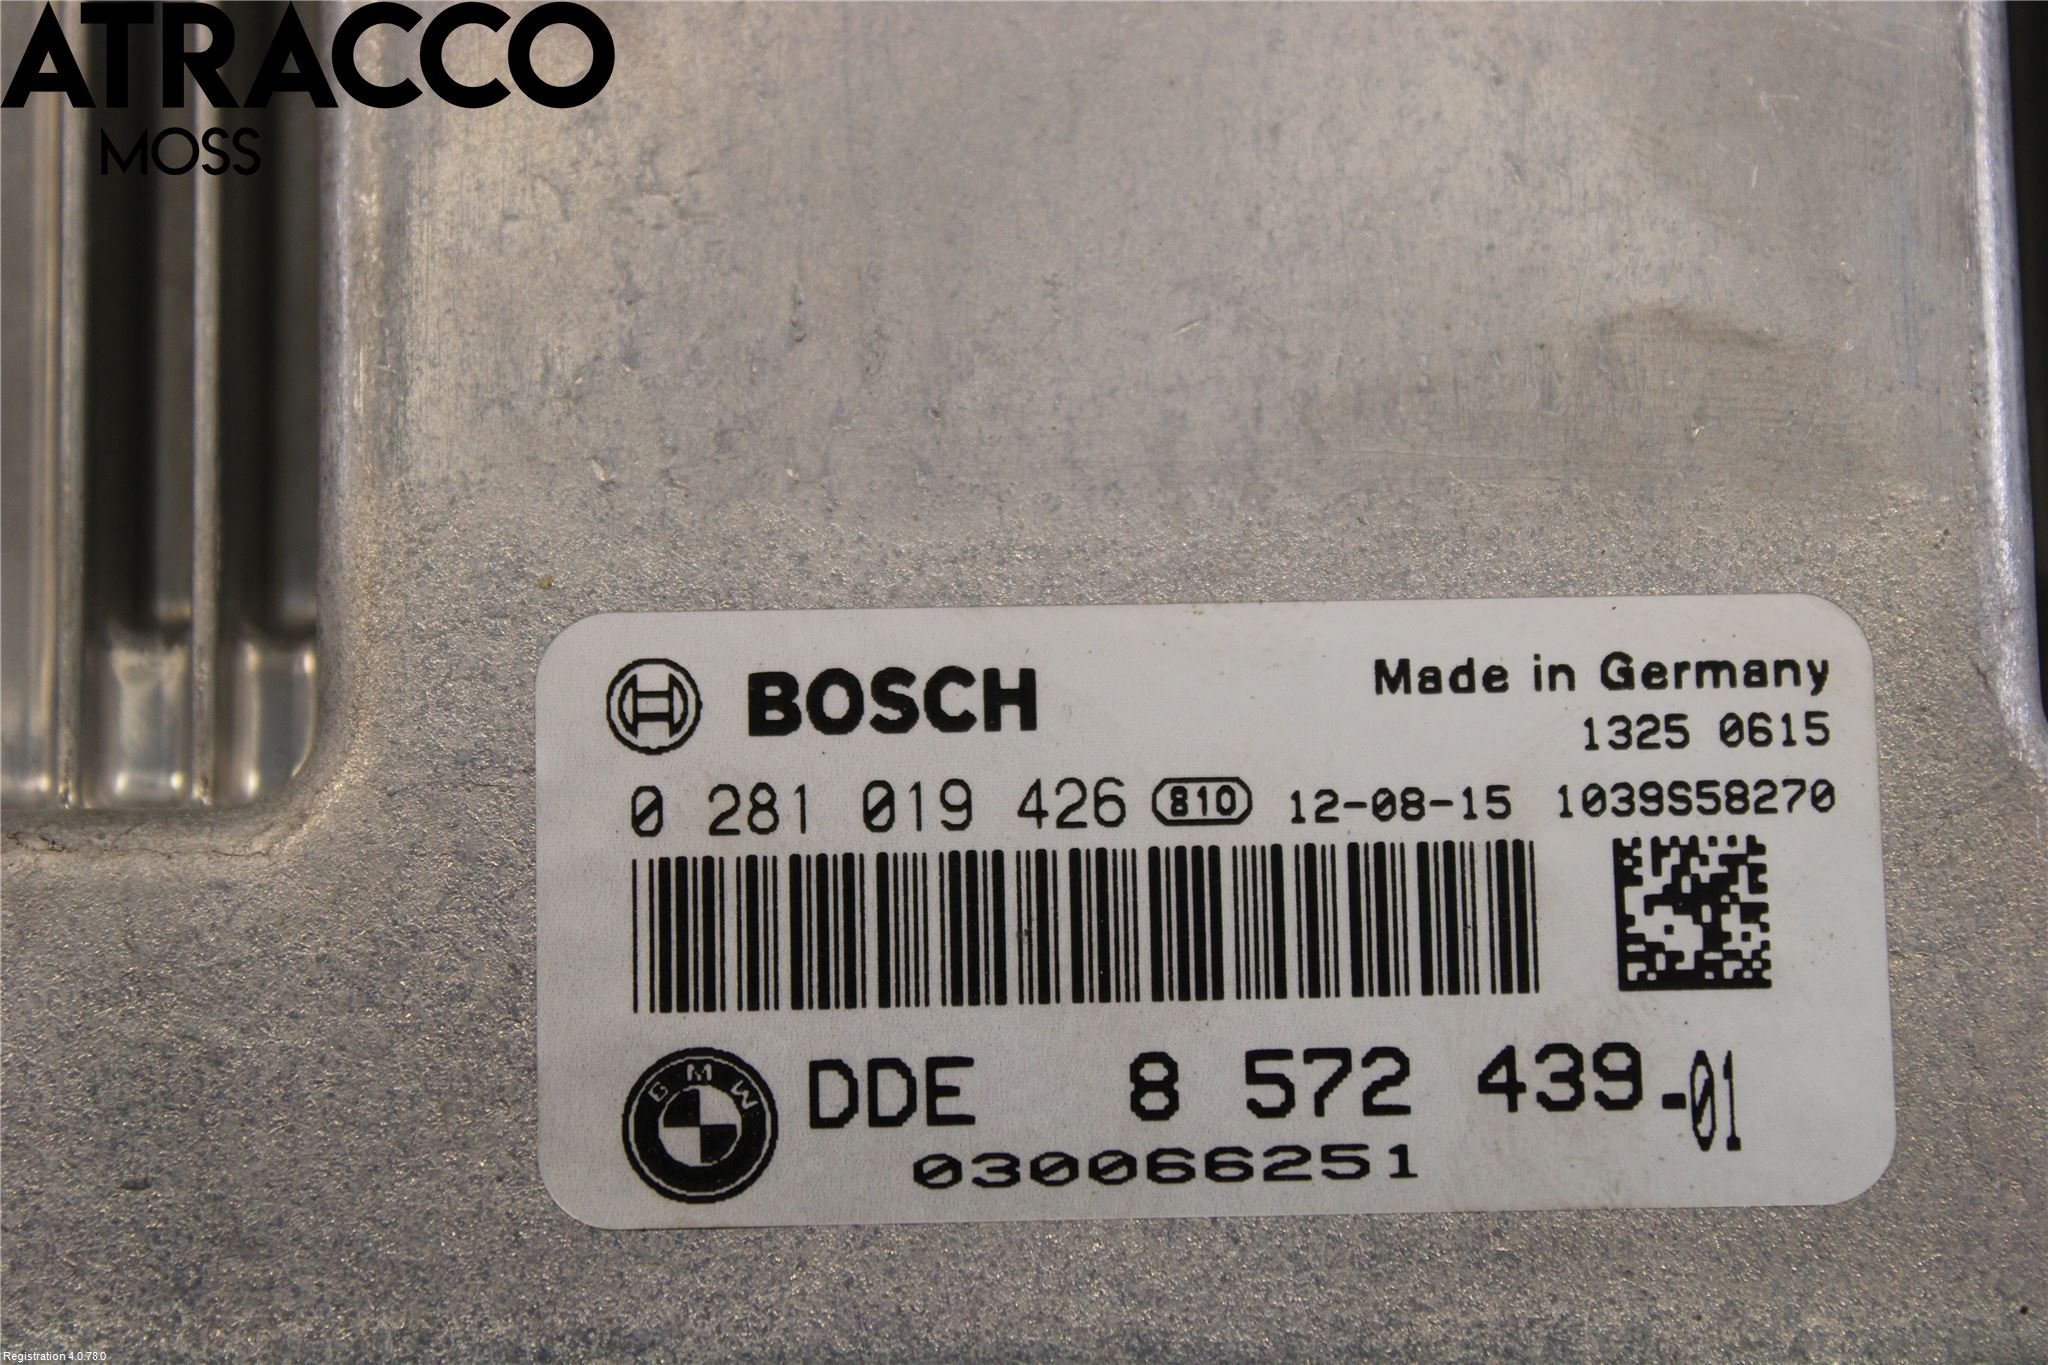 ATRACCO
MOSS
BOSCH
Made in Germany
1325 0615
0 281 019 426 810 12-08-15 1039S58270
BMW
DDE 8 572 439-01
030066251
Registration 4.0.78.0